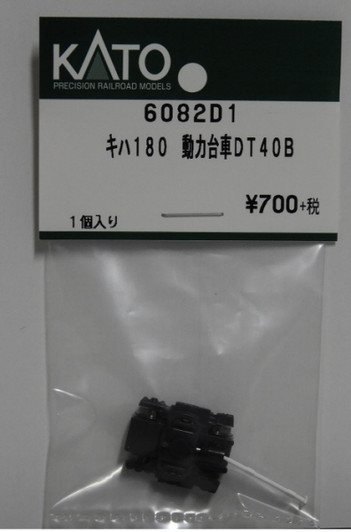 KATO
PRECISION RAILROAD MODELS
6082D1
キハ180 動力台車DT40B
¥700+税
1個入り